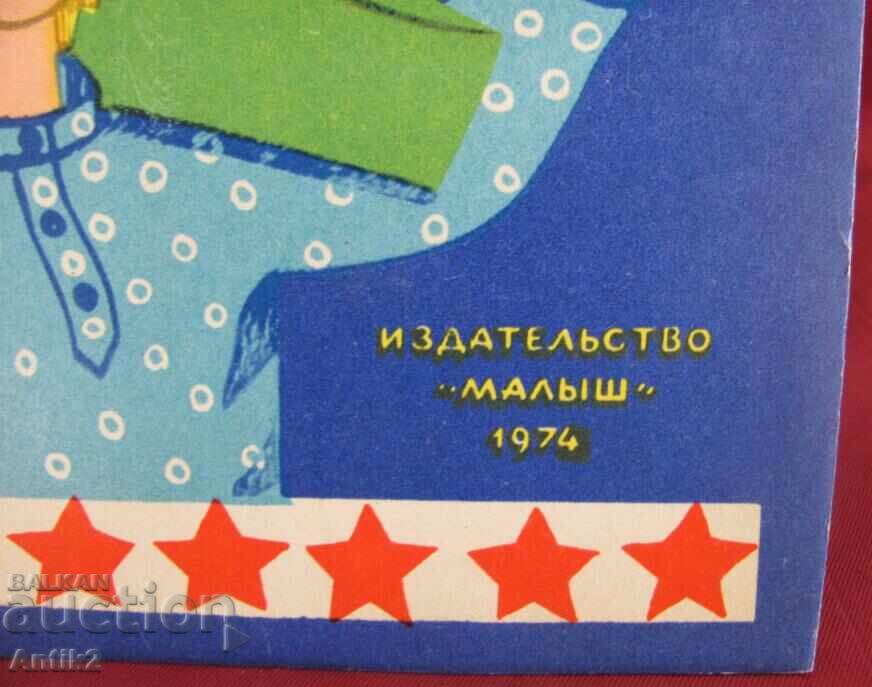 ИЗДАТЕЛЬСТВО
„МАЛЫШ“
1974
BALKAN
auction
Antik2